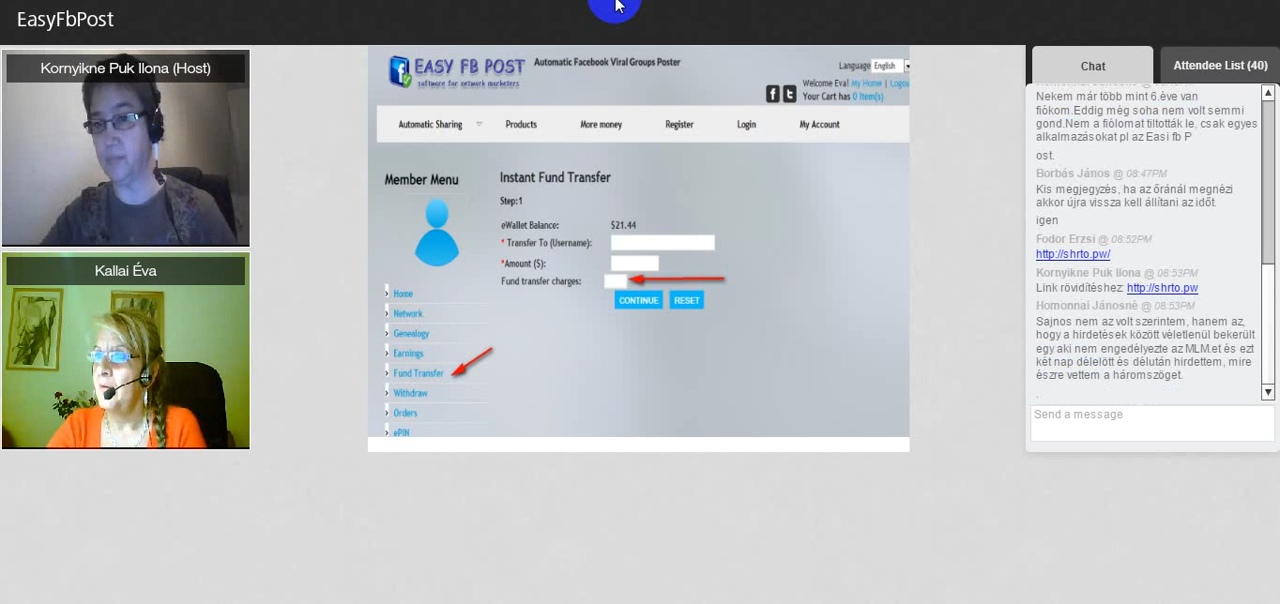 EasyFbPost
Kornyikne Puk Ilona (Host)
Kallai Éva
EASY FB POST
software for network marketers
Automatic Facebook Viral Groups Poster
Language English
Welcome Eva! My Home | Logou
Your Cart has 0 Item(s)
Automatic Sharing
Products
More money
Register
Login
My Account
Member Menu
Home
Network
Genealogy
Earnings
Fund Transfer
Withdraw
Orders
ePIN
Instant Fund Transfer
Step:1
eWallet Balance: $21.44
* Transfer To (Username):
*Amount ($):
Fund transfer charges:
CONTINUE RESET
Chat
Attendee List (40)
Nekem már több mint 6.éve van
fiókom.Eddig még soha nem volt semmi
gond.Nem a fiólomat tiltották le, csak egyes
alkalmazásokat pl az Easi fb P
ost.
Borbás János @ 08:47PM
Kis megjegyzés, ha az óránál megnézi
akkor újra vissza kell állítani az időt.
igen
Fodor Erzsi @ 08:52PM
http://shrto.pw/
Kornyikne Puk Ilona @ 08:53PM
Link rövidítéshez: http://shrto.pw
Homonnai Jánosné @ 08:53PM
Sajnos nem az volt szerintem, hanem az,
hogy a hirdetések között véletlenül bekerült
egy aki nem engedélyezte az MLM.et és ezt
két nap délelőtt és délután hirdettem, mire
észre vettem a háromszöget.
.
Send a message